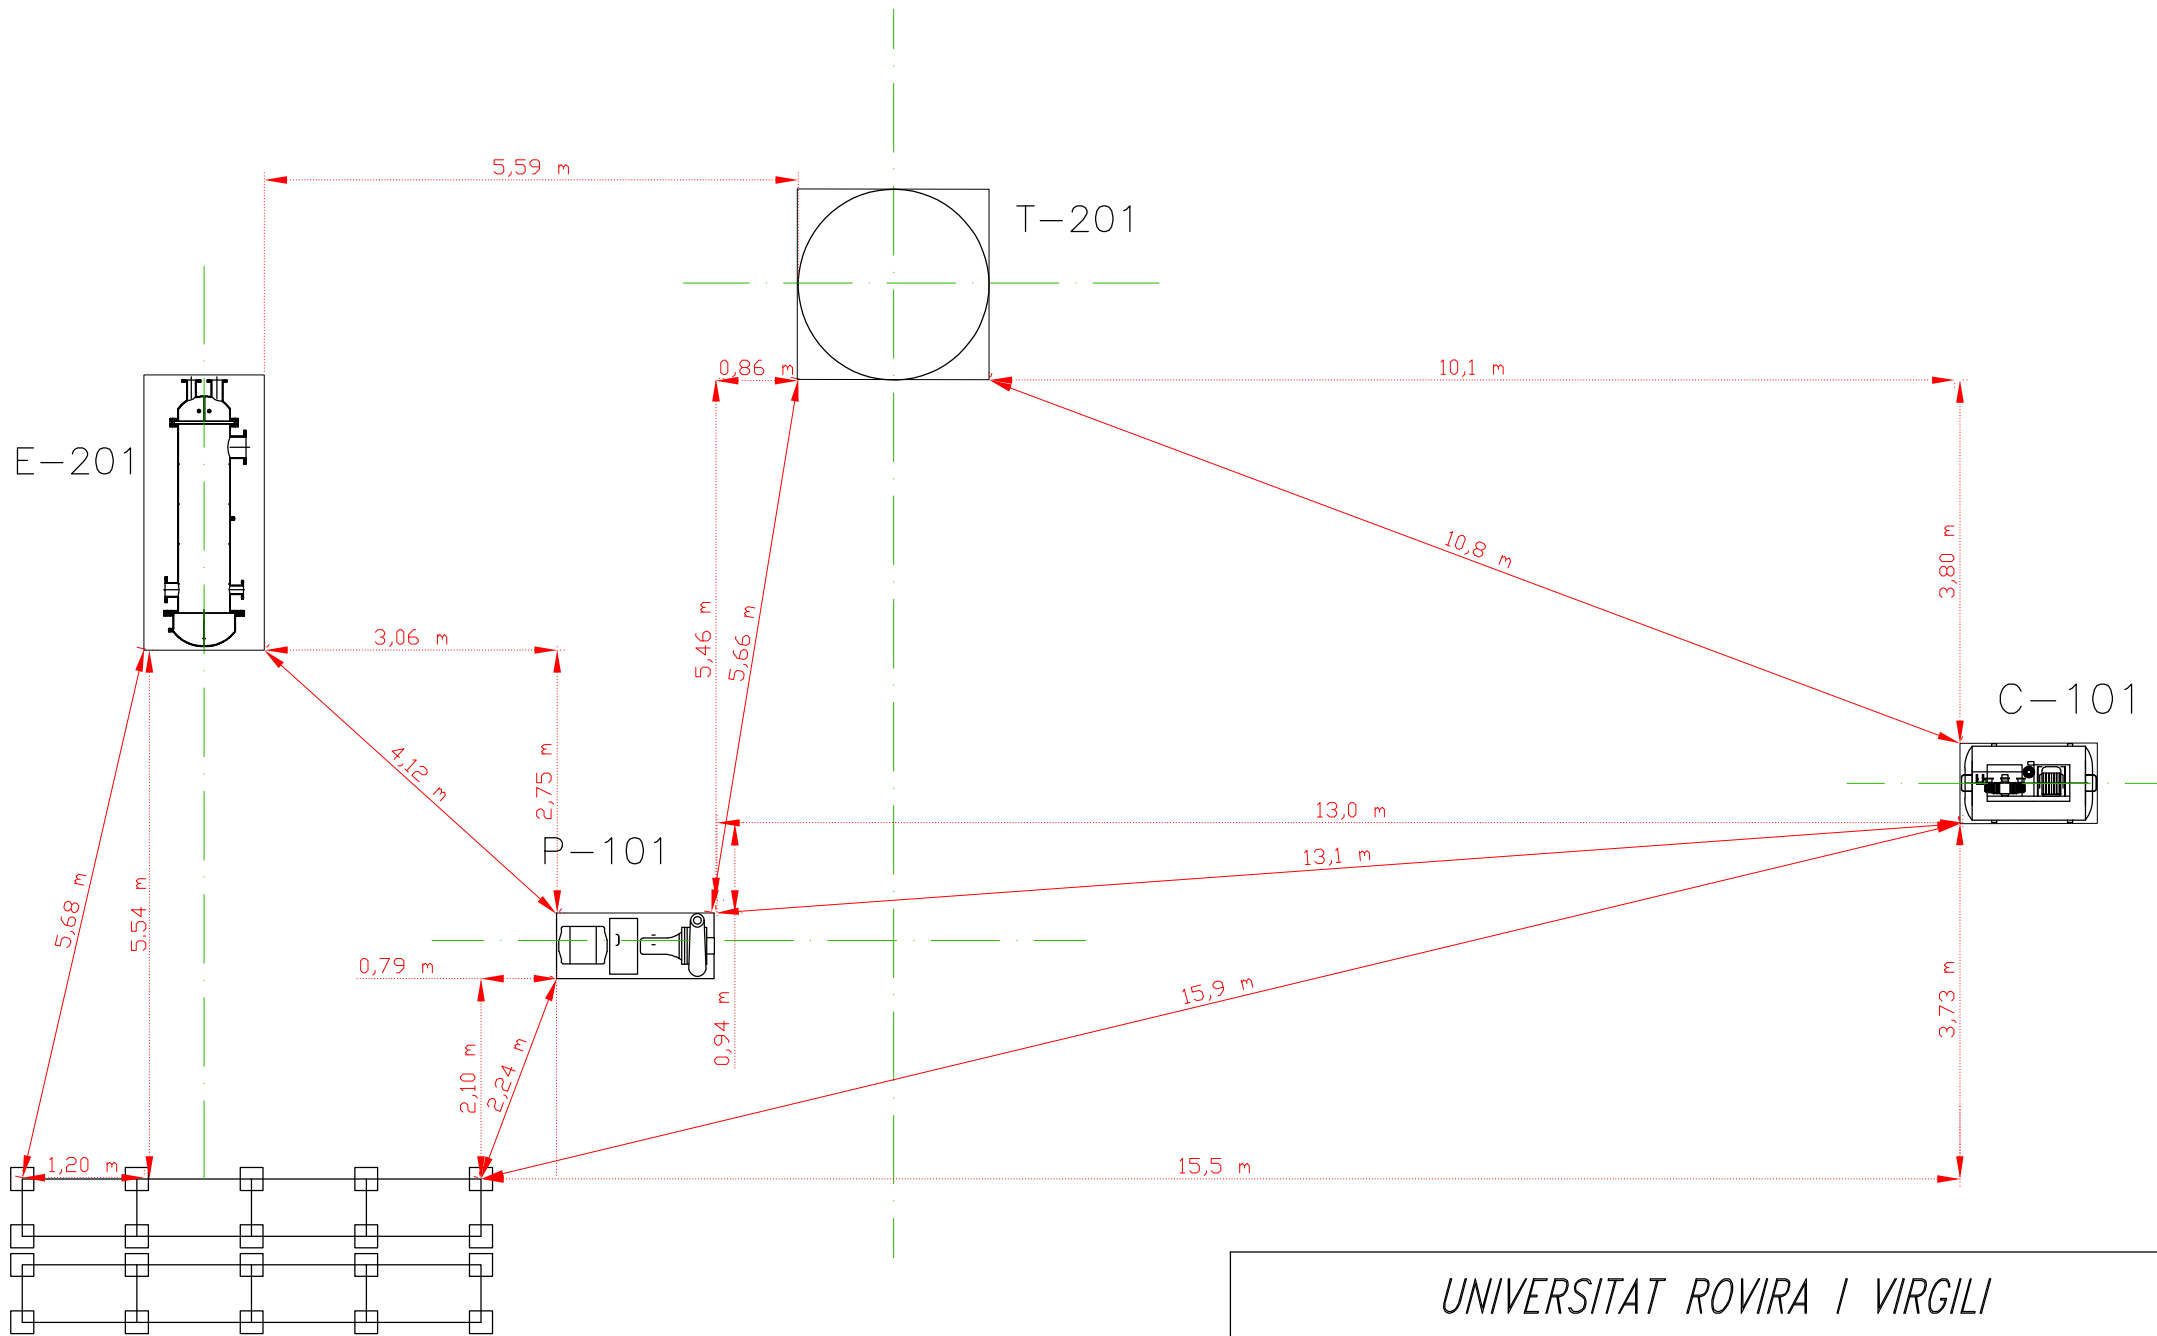 5,59 m
T-201
0,86 m
10,1 m
E-201
10,8 m
3,80 m
3,06 m
5,46 m
5,66 m
C-101
4,12 m
2,75 m
13,0 m
P-101
13,1 m
5,68 m
5,54 m
0,79 m
15,9 m
0,94 m
3,73 m
2,10 m
2,24 m
1,20 m
15,5 m
UNIVERSITAT ROVIRA I VIRGILI